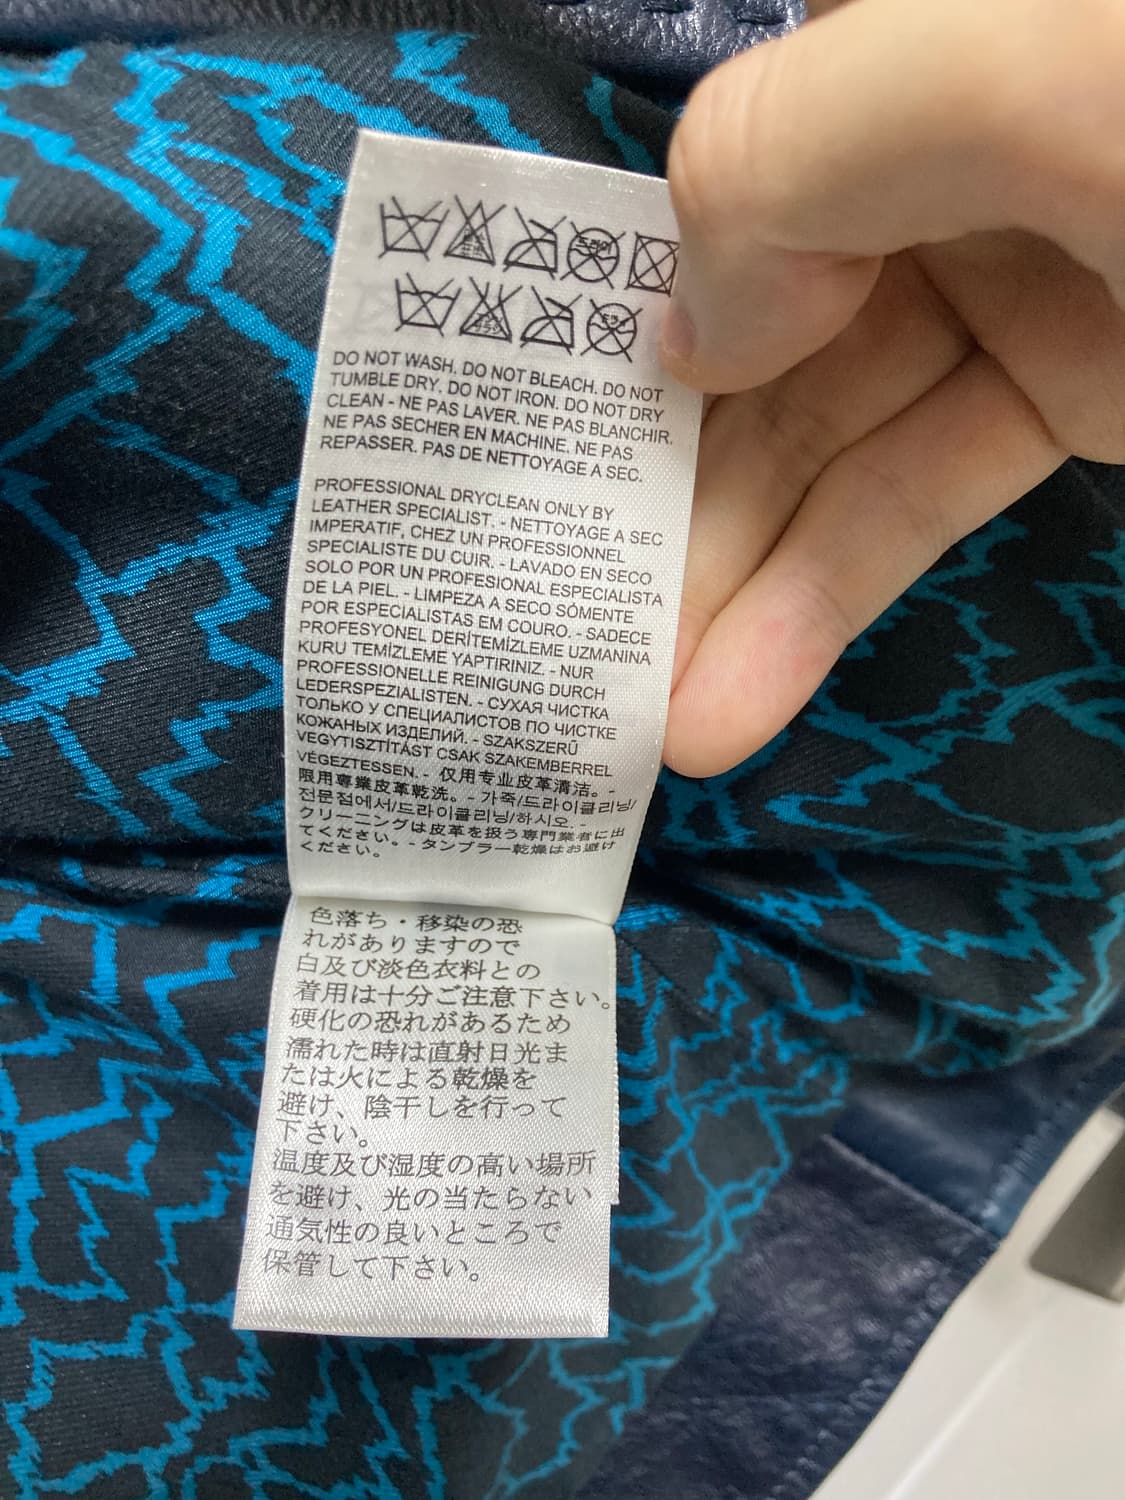 DO NOT WASH. DO NOT BLEACH. DO NOT
TUMBLE DRY. DO NOT IRON. DO NOT DRY
CLEAN - NE PAS LAVER. NE PAS BLANCHIR.
NE PAS SECHER EN MACHINE. NE PAS
REPASSER. PAS DE NETTOYAGE A SEC.
PROFESSIONAL DRYCLEAN ONLY BY
LEATHER SPECIALIST. - NETTOYAGE A SEC
IMPERATIF, CHEZ UN PROFESSIONNEL
SPECIALISTE DU CUIR. - LAVADO EN SECO
SOLO POR UN PROFESIONAL ESPECIALISTA
DE LA PIEL. - LIMPEZA A SECO SÓMENTE
POR ESPECIALISTAS EM COURO. - SADECE
PROFESYONEL DERİTEMİZLEME UZMANINA
KURU TEMİZLEME YAPTIRINIZ. - NUR
PROFESSIONELLE REINIGUNG DURCH
LEDERSPEZIALISTEN. - СУХАЯ ЧИСТКА
ТОЛЬКО У СПЕЦИАЛИСТОВ ПО ЧИСТКЕ
КОЖАНЫХ ИЗДЕЛИЙ. - SZAKSZERŰ
VEGYTISZTÍTÁST CSAK SZAKEMBERREL
VÉGEZTESSEN. - 仅用专业皮革清洁。 -
限用専業皮革乾洗。 - 가죽/드라이클리닝/
전문점에서/드라이클리닝/하시오. -
クリーニングは皮革を扱う専門業者に出
てください。 - タンブラー乾燥はお避け
ください。
色落ち・移染の恐
れがありますので
白及び淡色衣料との
着用は十分ご注意下さい。
硬化の恐れがあるため
濡れた時は直射日光ま
たは火による乾燥を
避け、陰干しを行って
下さい。
温度及び湿度の高い場所
を避け、光の当たらない
通気性の良いところで
保管して下さい。